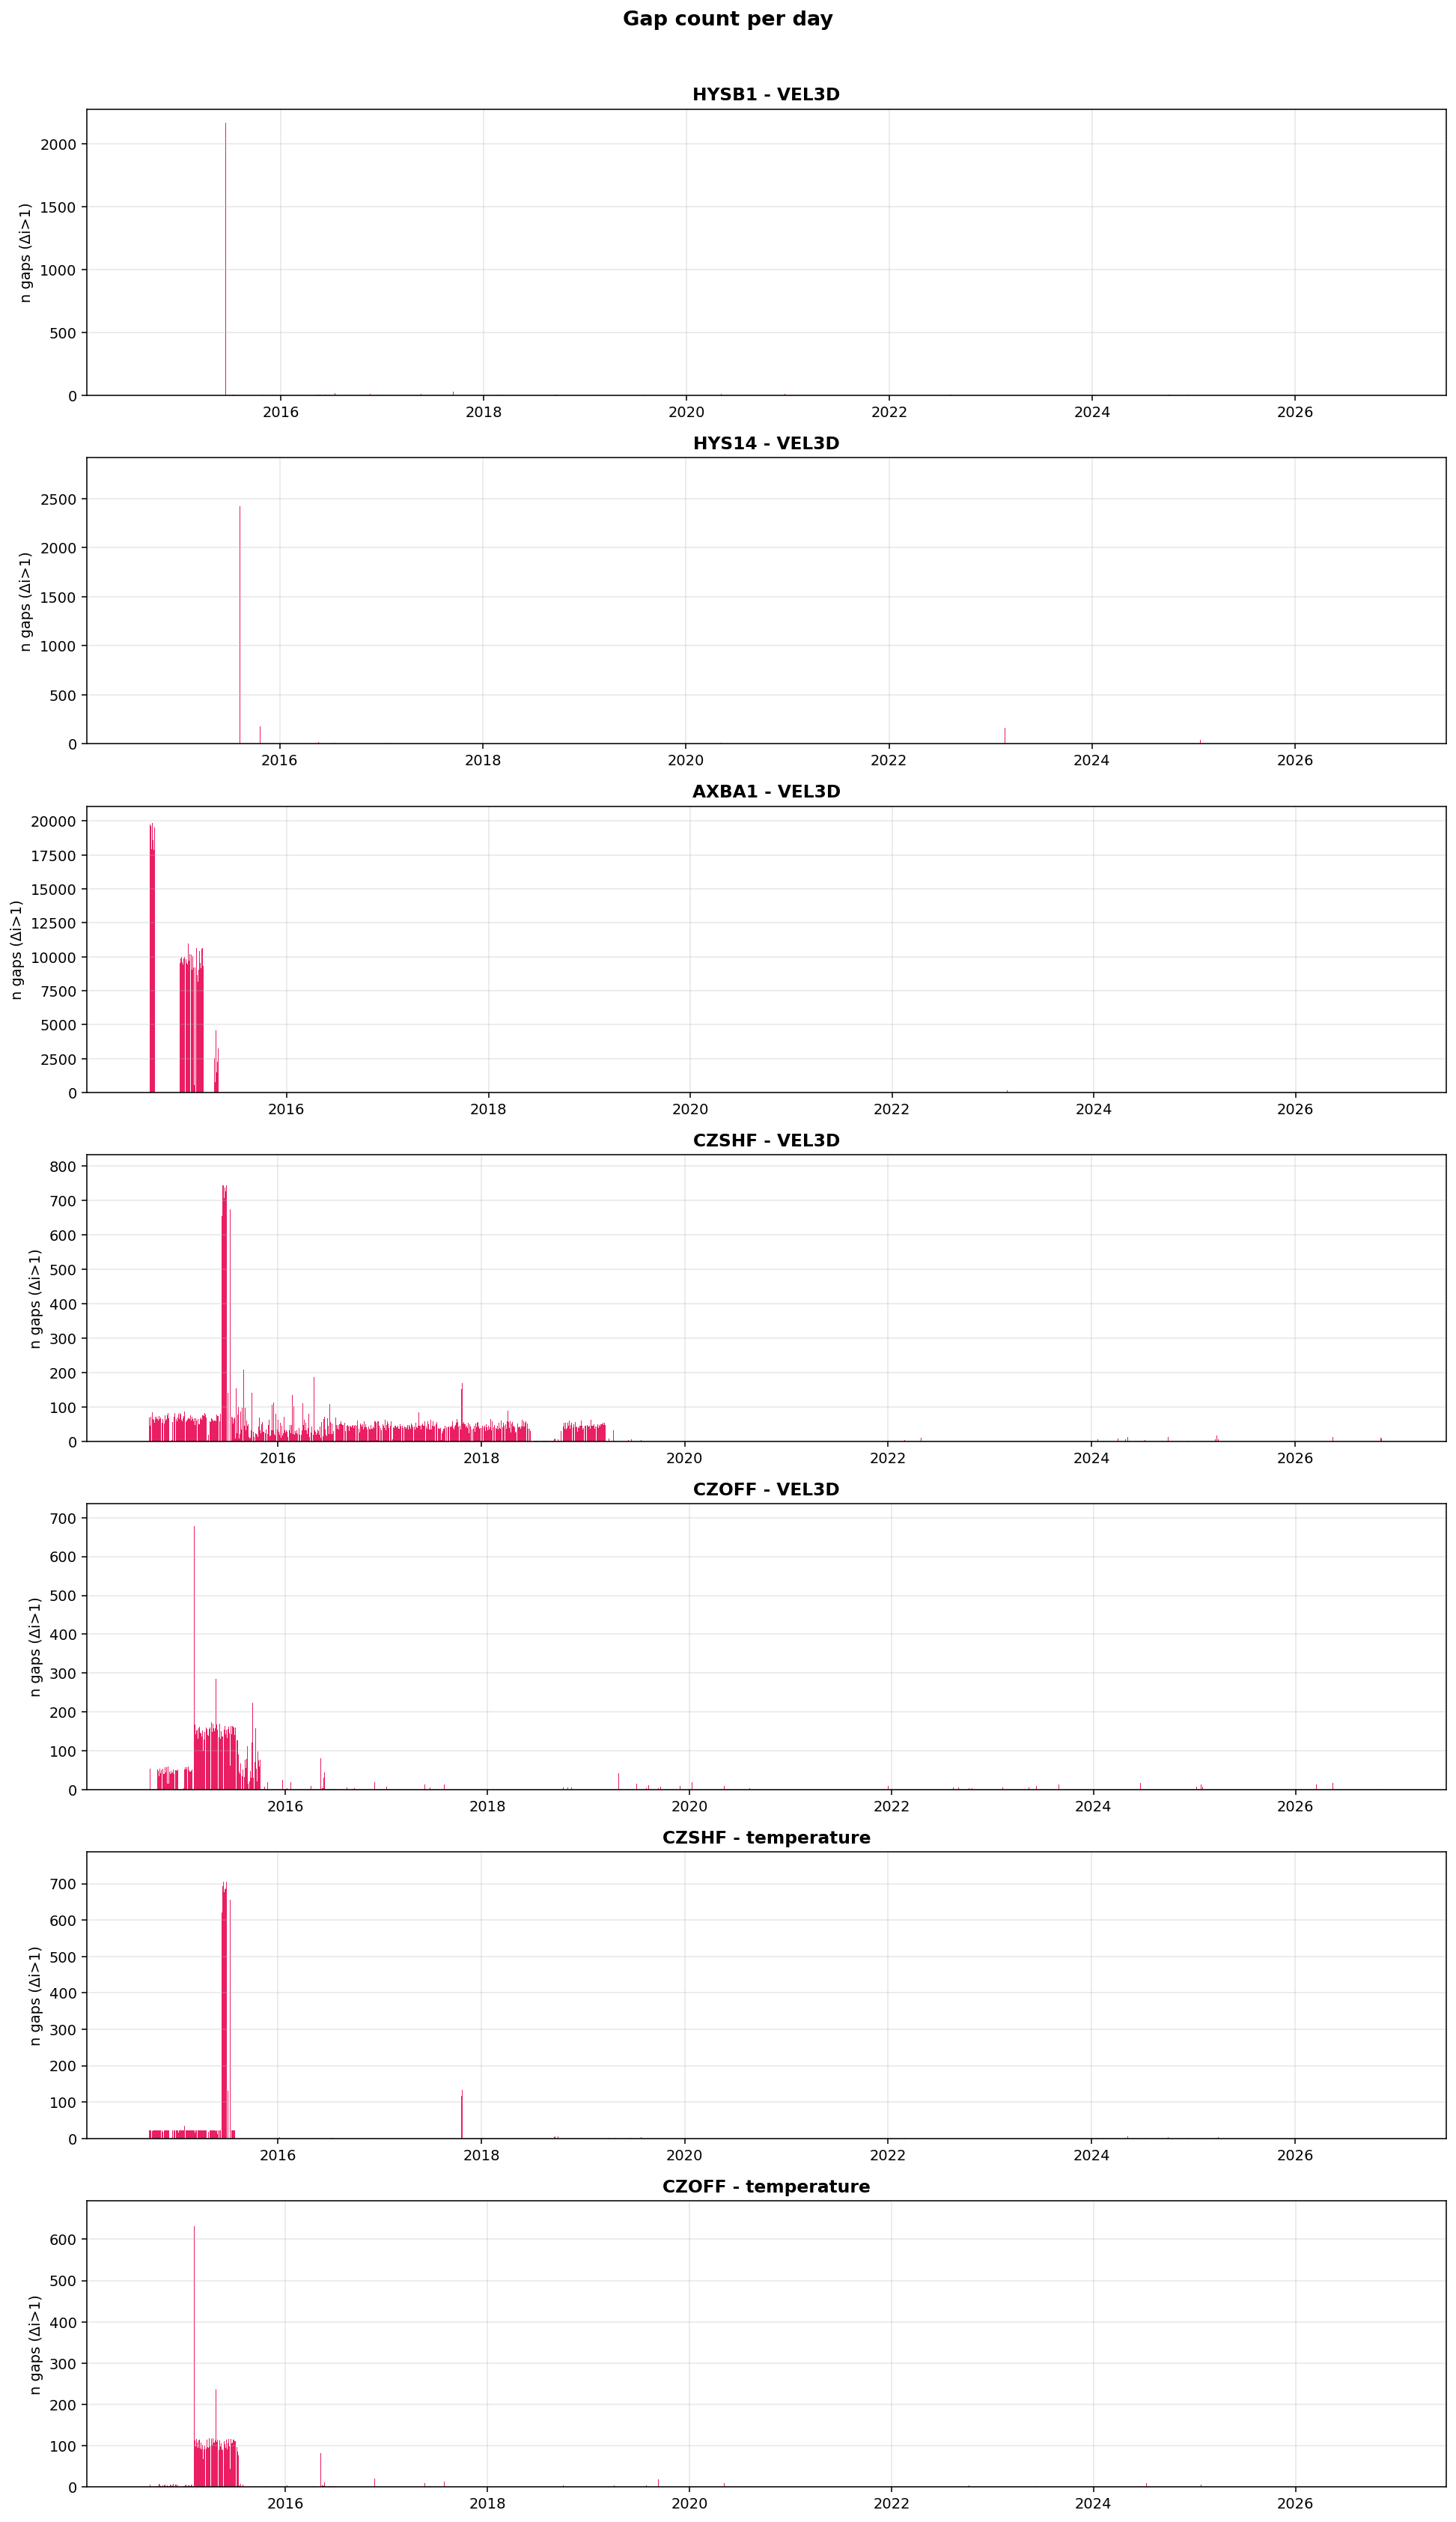 Gap count per day
HYSB1 - VEL3D
n gaps (Δi>1)
2000
1500
1000
500
0
2016 2018 2020 2022 2024 2026
HYS14 - VEL3D
n gaps (Δi>1)
2500
2000
1500
1000
500
0
2016 2018 2020 2022 2024 2026
AXBA1 - VEL3D
n gaps (Δi>1)
20000
17500
15000
12500
10000
7500
5000
2500
0
2016 2018 2020 2022 2024 2026
CZSHF - VEL3D
n gaps (Δi>1)
800
700
600
500
400
300
200
100
0
2016 2018 2020 2022 2024 2026
CZOFF - VEL3D
n gaps (Δi>1)
700
600
500
400
300
200
100
0
2016 2018 2020 2022 2024 2026
CZSHF - temperature
n gaps (Δi>1)
700
600
500
400
300
200
100
0
2016 2018 2020 2022 2024 2026
CZOFF - temperature
n gaps (Δi>1)
600
500
400
300
200
100
0
2016 2018 2020 2022 2024 2026